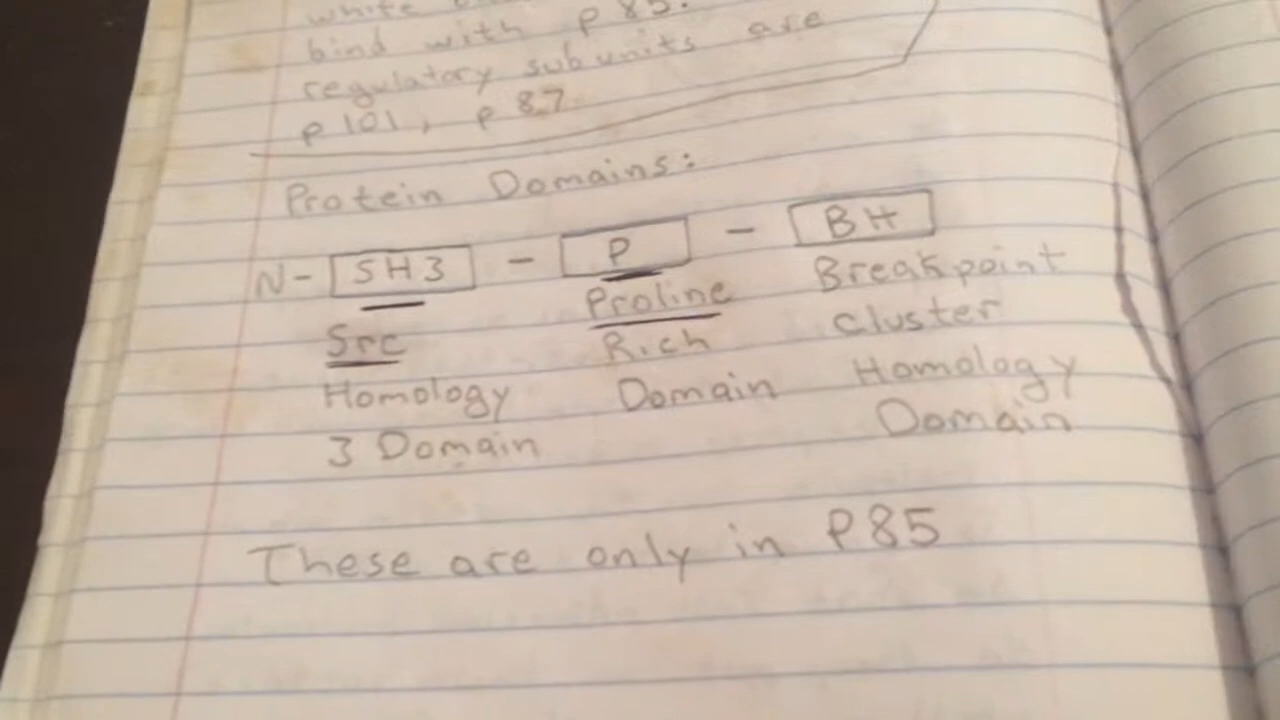 white
bind with p85.
regulatory subunits are
p101, p87
Protein Domains:
N- SH3 - P - BH
Src Proline Breakpoint
Homology Rich cluster
3 Domain Domain Homology
Domain
These are only in P85